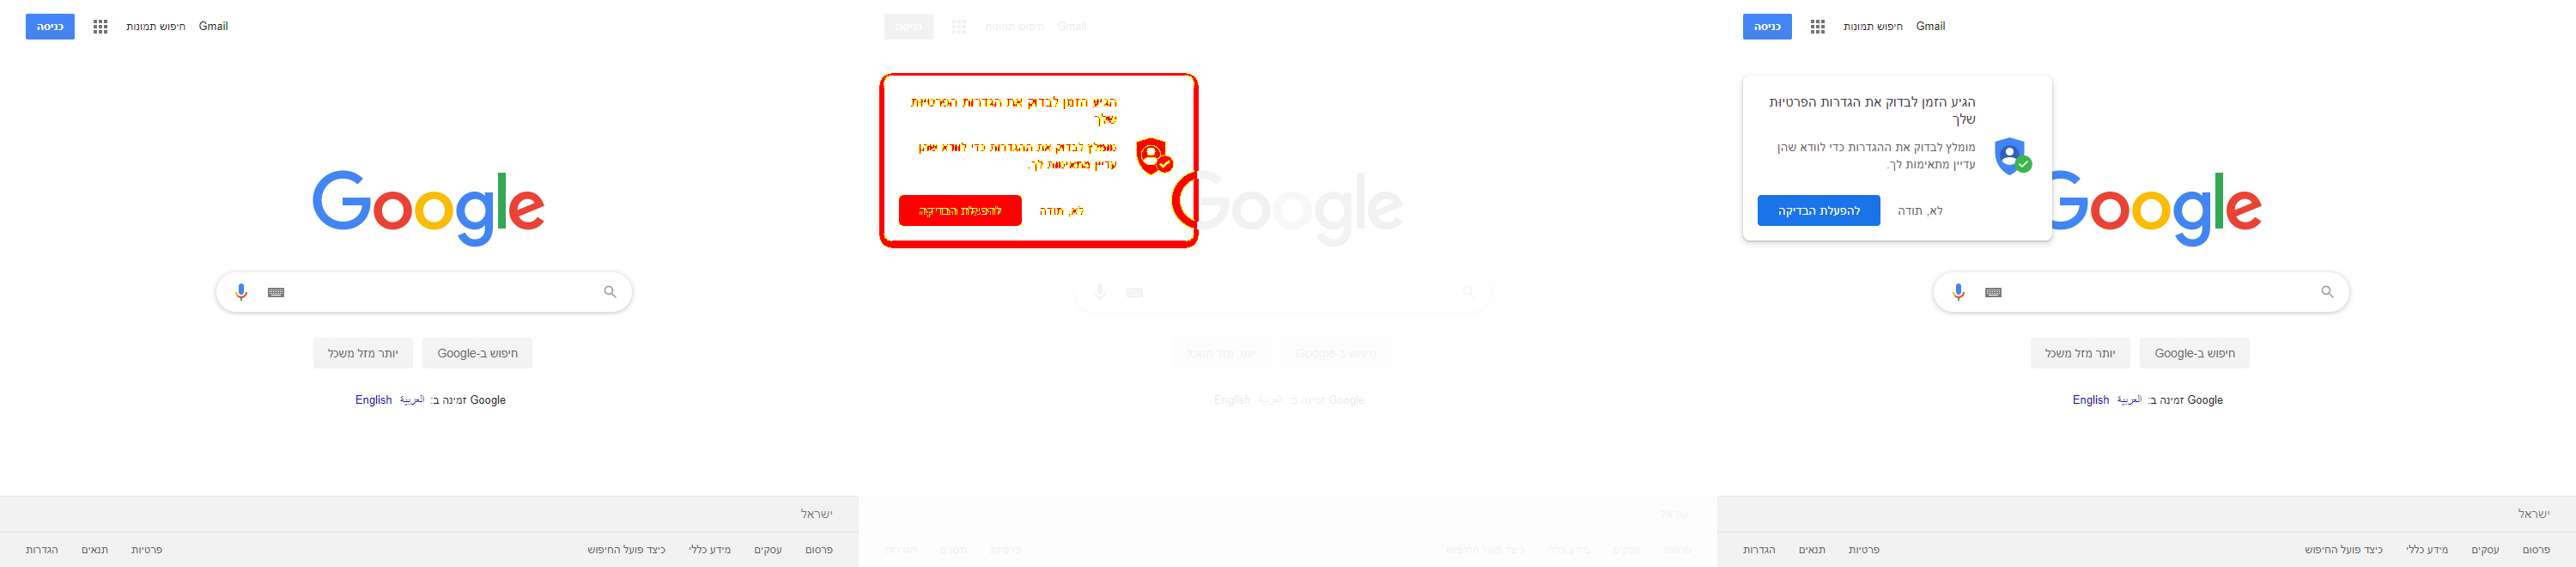 Gmail חיפוש תמונות כניסה
Google
חיפוש ב-Google יותר מזל משכל
Google זמינה ב: العربية English
ישראל
פרסום עסקים מידע כללי כיצד פועל החיפוש פרטיות תנאים הגדרות
Gmail חיפוש תמונות כניסה
הגיע הזמן לבדוק את הגדרות הפרטיות
שלך
מומלץ לבדוק את ההגדרות כדי לוודא שהן
עדיין מתאימות לך.
לא, תודה להפעלת הבדיקה
Google
חיפוש ב-Google יותר מזל משכל
Google זמינה ב: العربية English
ישראל
פרסום עסקים מידע כללי כיצד פועל החיפוש פרטיות תנאים הגדרות
Gmail חיפוש תמונות כניסה
הגיע הזמן לבדוק את הגדרות הפרטיות
שלך
מומלץ לבדוק את ההגדרות כדי לוודא שהן
עדיין מתאימות לך.
לא, תודה להפעלת הבדיקה
Google
חיפוש ב-Google יותר מזל משכל
Google זמינה ב: العربية English
ישראל
פרסום עסקים מידע כללי כיצד פועל החיפוש פרטיות תנאים הגדרות